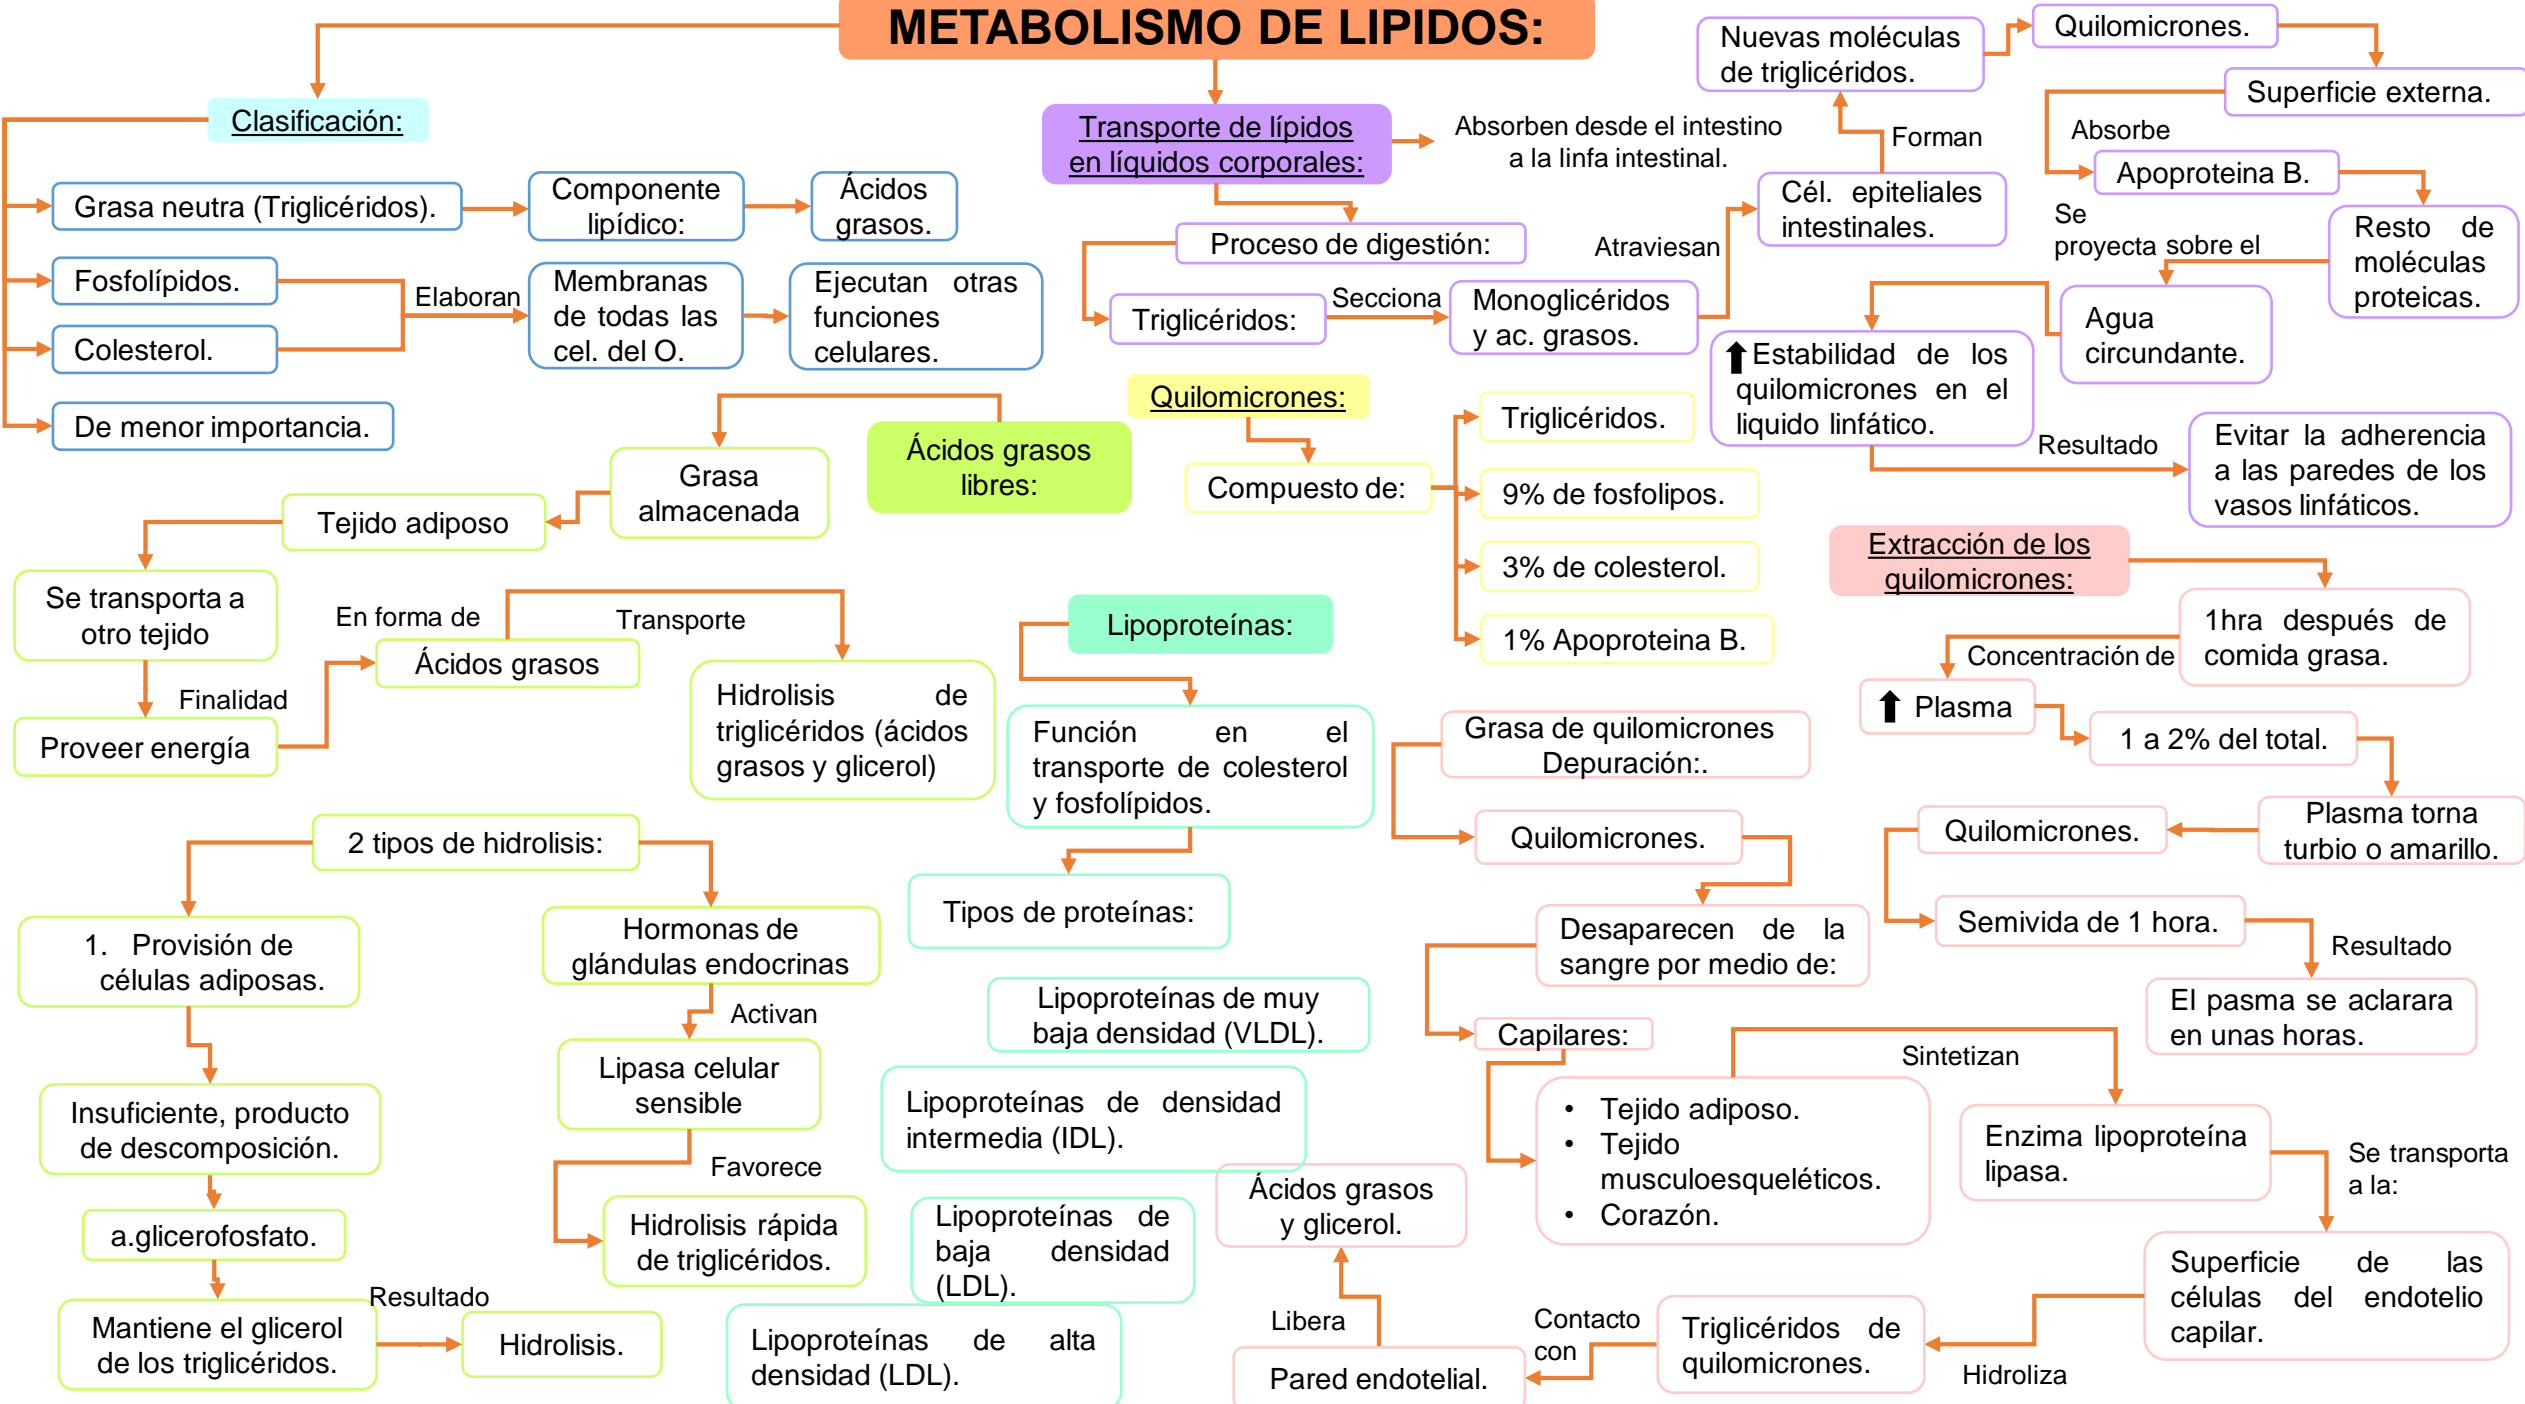 METABOLISMO DE LIPIDOS:
Clasificación:
Grasa neutra (Triglicéridos).
Componente
lipídico:
Ácidos
grasos.
Fosfolípidos.
Colesterol.
Elaboran
Membranas
de todas las
cel. del O.
Ejecutan otras
funciones
celulares.
De menor importancia.
Transporte de lípidos
en líquidos corporales:
Absorben desde el intestino
a la linfa intestinal.
Proceso de digestión:
Triglicéridos:
Secciona
Monoglicéridos
y ac. grasos.
Atraviesan
Cél. epiteliales
intestinales.
Forman
Nuevas moléculas
de triglicéridos.
Quilomicrones.
Superficie externa.
Absorbe
Apoproteina B.
Resto de
moléculas
proteicas.
Se
proyecta sobre el
Agua
circundante.
Estabilidad de los
quilomicrones en el
liquido linfático.
Resultado
Evitar la adherencia
a las paredes de los
vasos linfáticos.
Quilomicrones:
Compuesto de:
Triglicéridos.
9% de fosfolipos.
3% de colesterol.
1% Apoproteina B.
Ácidos grasos
libres:
Grasa
almacenada
Tejido adiposo
Se transporta a
otro tejido
Finalidad
Proveer energía
En forma de
Ácidos grasos
Transporte
Hidrolisis de
triglicéridos (ácidos
grasos y glicerol)
2 tipos de hidrolisis:
1. Provisión de
células adiposas.
Insuficiente, producto
de descomposición.
a.glicerofosfato.
Mantiene el glicerol
de los triglicéridos.
Resultado
Hidrolisis.
Hormonas de
glándulas endocrinas
Activan
Lipasa celular
sensible
Favorece
Hidrolisis rápida
de triglicéridos.
Lipoproteínas:
Función en el
transporte de colesterol
y fosfolípidos.
Tipos de proteínas:
Lipoproteínas de muy
baja densidad (VLDL).
Lipoproteínas de densidad
intermedia (IDL).
Lipoproteínas de
baja densidad
(LDL).
Lipoproteínas de alta
densidad (LDL).
Extracción de los
quilomicrones:
1hra después de
comida grasa.
Concentración de
Plasma
1 a 2% del total.
Plasma torna
turbio o amarillo.
Quilomicrones.
Semivida de 1 hora.
Resultado
El pasma se aclarara
en unas horas.
Grasa de quilomicrones
Depuración:.
Quilomicrones.
Desaparecen de la
sangre por medio de:
Capilares:
• Tejido adiposo.
• Tejido
musculoesqueléticos.
• Corazón.
Sintetizan
Enzima lipoproteína
lipasa.
Se transporta
a la:
Superficie de las
células del endotelio
capilar.
Hidroliza
Triglicéridos de
quilomicrones.
Contacto
con
Pared endotelial.
Libera
Ácidos grasos
y glicerol.